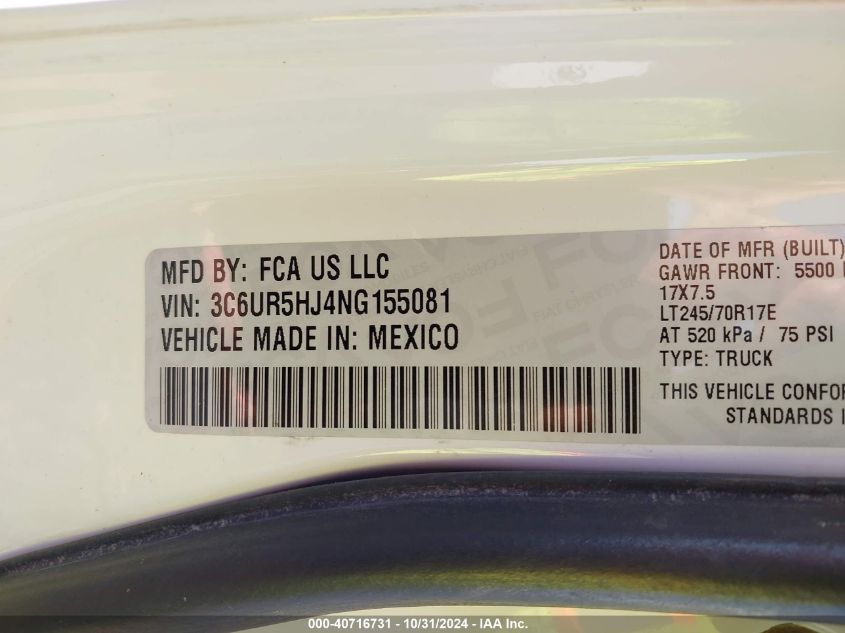 MFD BY: FCA US LLC
VIN: 3C6UR5HJ4NG155081
VEHICLE MADE IN: MEXICO
DATE OF MFR (BUILT)
GAWR FRONT: 5500
17X7.5
LT245/70R17E
AT 520 kPa / 75 PSI
TYPE: TRUCK
THIS VEHICLE CONFOR
STANDARDS I
000-40716731 - 10/31/2024 - IAA Inc.